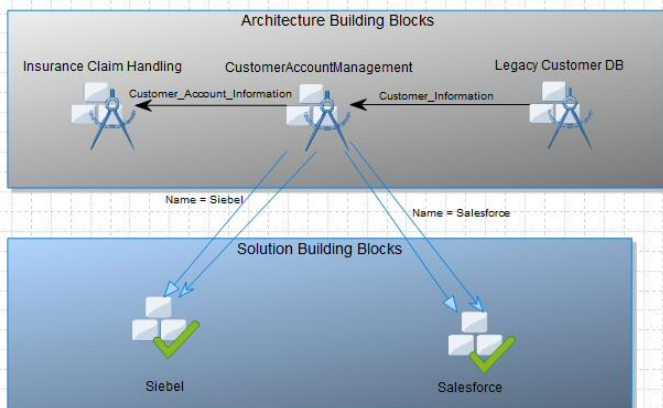 Architecture Building Blocks
Insurance Claim Handling
CustomerAccountManagement
Legacy Customer DB
Customer_Account_Information
Customer_Information
Name = Siebel
Name = Salesforce
Solution Building Blocks
Siebel
Salesforce